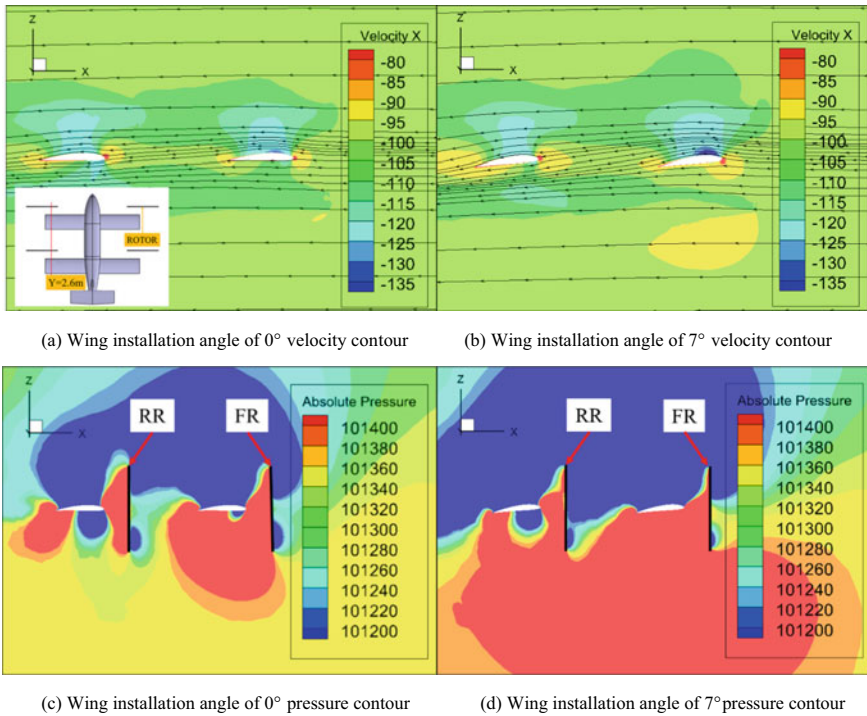 Z
X
Velocity X
-80
-85
-90
-95
-100
-105
-110
-115
-120
-125
-130
-135
ROTOR
Y=2.6m
Z
X
Velocity X
-80
-85
-90
-95
-100
-105
-110
-115
-120
-125
-130
-135
(a) Wing installation angle of 0° velocity contour
(b) Wing installation angle of 7° velocity contour
Z
X
RR
FR
Absolute Pressure
101400
101380
101360
101340
101320
101300
101280
101260
101240
101220
101200
Z
X
RR
FR
Absolute Pressure
101400
101380
101360
101340
101320
101300
101280
101260
101240
101220
101200
(c) Wing installation angle of 0° pressure contour
(d) Wing installation angle of 7°pressure contour